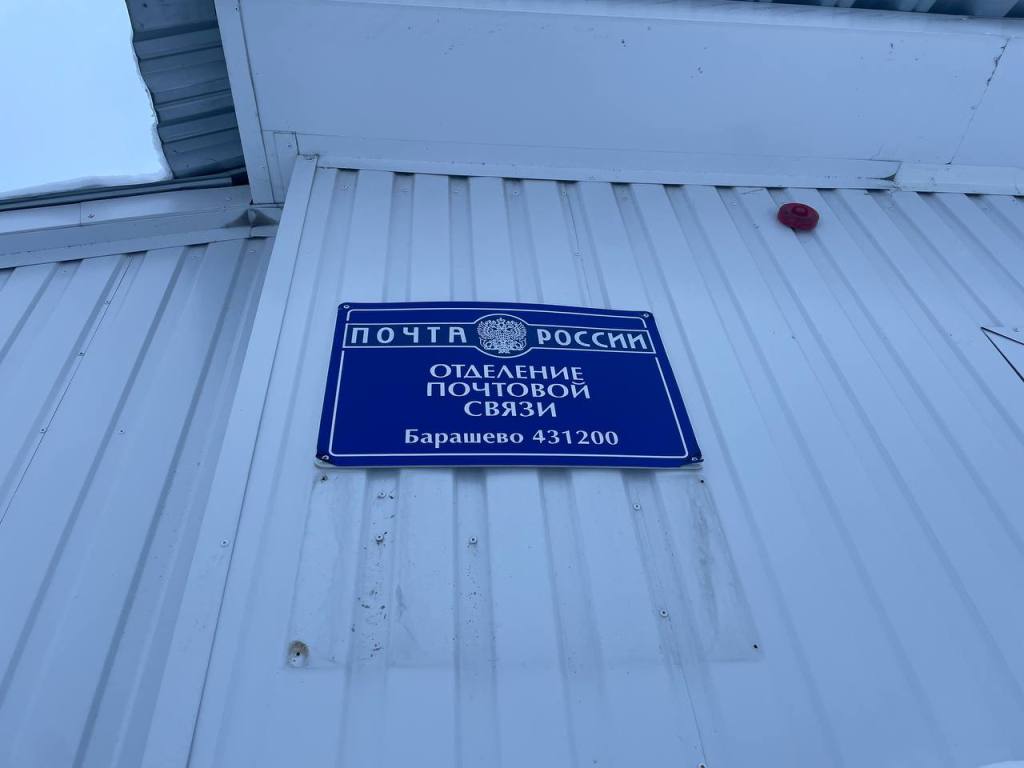 ПОЧТА РОССИИ
ОТДЕЛЕНИЕ
ПОЧТОВОЙ
СВЯЗИ
Барашево 431200